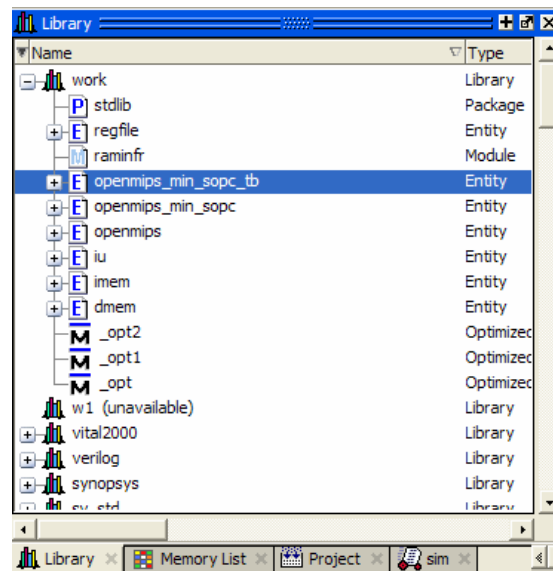 Library
Name Type
work Library
P stdlib Package
E regfile Entity
M raminfr Module
E openmips_min_sopc_tb Entity
E openmips_min_sopc Entity
E openmips Entity
E iu Entity
E imem Entity
E dmem Entity
M _opt2 Optimized
M _opt1 Optimized
M _opt Optimized
w1 (unavailable) Library
vital2000 Library
verilog Library
synopsys Library
sv_std Library
Library Memory List Project sim